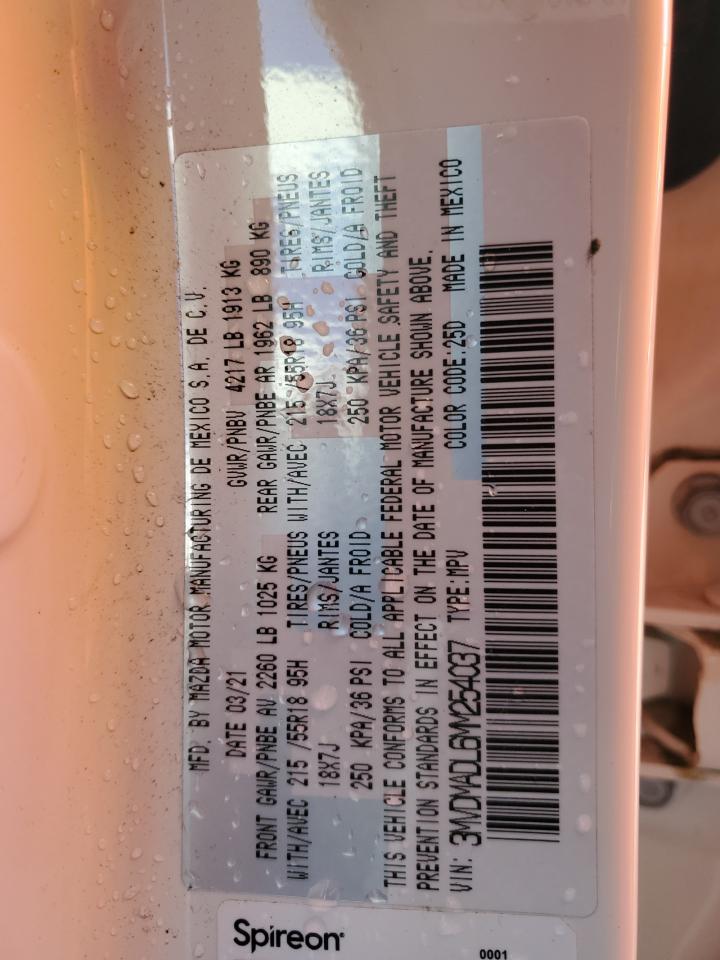 MFD. BY MAZDA MOTOR MANUFACTURING DE MEXICO S.A. DE C.V.
DATE 03/21 GVWR/PNBV 4217 LB 1913 KG
FRONT GAWR/PNBE AV 2260 LB 1025 KG REAR GAWR/PNBE AR 1962 LB 890 KG
WITH/AVEC 215 /55R18 95H TIRES/PNEUS WITH/AVEC 215 /55R18 95H TIRES/PNEUS
18X7J RIMS/JANTES 18X7J RIMS/JANTES
250 KPA/36 PSI COLD/A FROID 250 KPA/36 PSI COLD/A FROID
THIS VEHICLE CONFORMS TO ALL APPLICABLE FEDERAL MOTOR VEHICLE SAFETY AND THEFT
PREVENTION STANDARDS IN EFFECT ON THE DATE OF MANUFACTURE SHOWN ABOVE.
VIN: 3MVDMADL6MM254037 TYPE:MPV COLOR CODE:25D MADE IN MEXICO
Spireon
0001